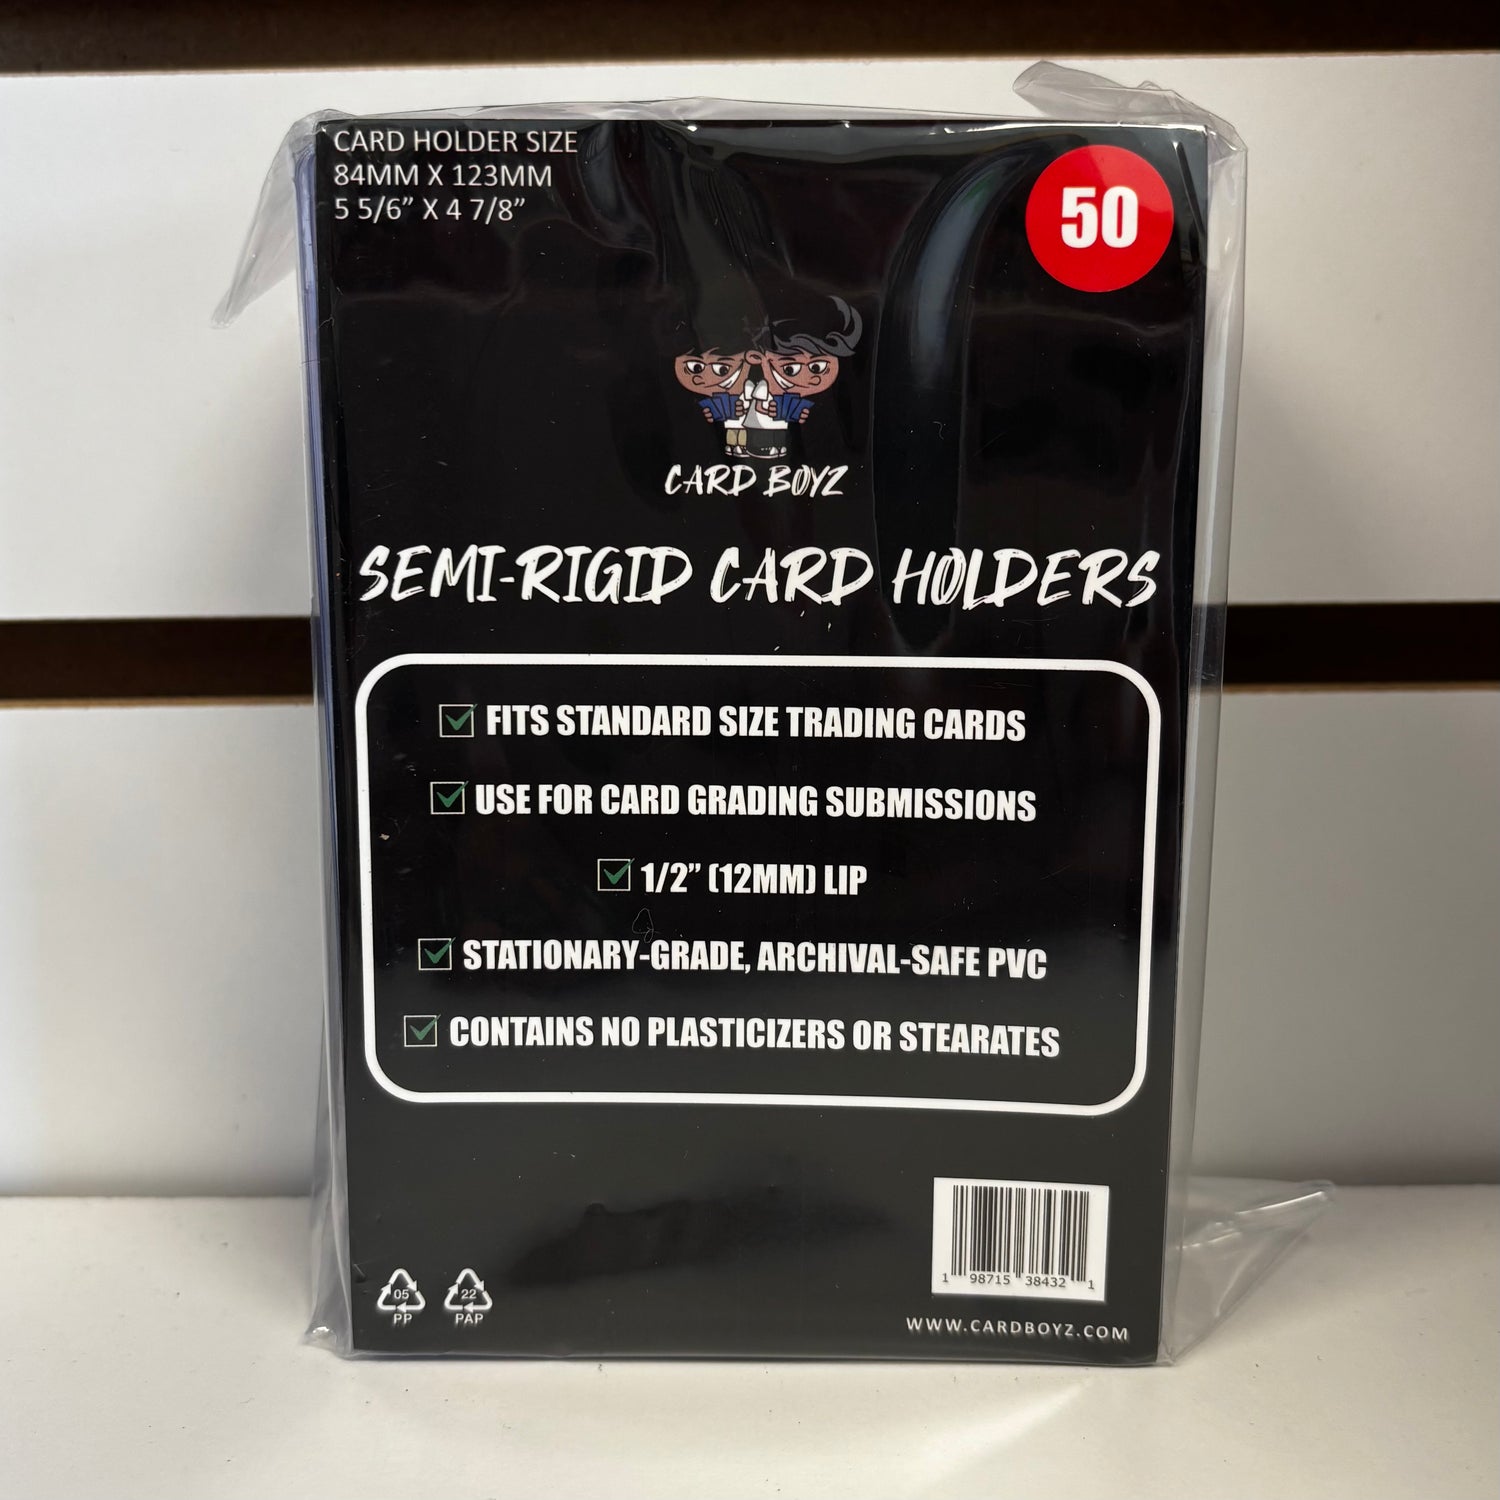 CARD HOLDER SIZE
84MM X 123MM
5 5/6” X 4 7/8”
50
CARD BOYZ
SEMI-RIGID CARD HOLDERS
FITS STANDARD SIZE TRADING CARDS
USE FOR CARD GRADING SUBMISSIONS
1/2” (12MM) LIP
STATIONARY-GRADE, ARCHIVAL-SAFE PVC
CONTAINS NO PLASTICIZERS OR STEARATES
1 98715 38432 1
05
PP
22
PAP
WWW.CARDBOYZ.COM